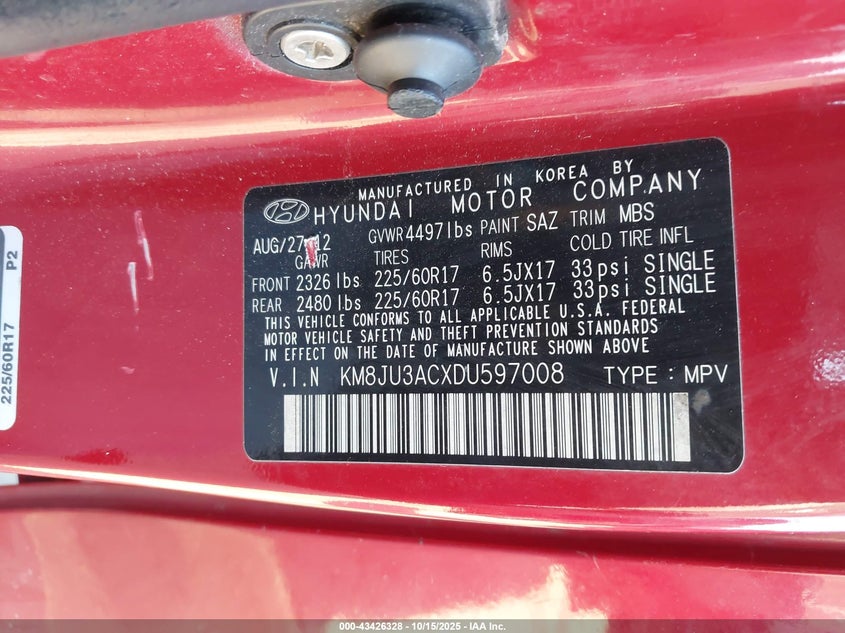 MANUFACTURED IN KOREA BY
HYUNDAI MOTOR COMPANY
AUG/27/12 GVWR 4497lbs PAINT SAZ TRIM MBS
GAWR TIRES RIMS COLD TIRE INFL
FRONT 2326 lbs 225/60R17 6.5JX17 33psi SINGLE
REAR 2480 lbs 225/60R17 6.5JX17 33psi SINGLE
THIS VEHICLE CONFORMS TO ALL APPLICABLE U.S.A. FEDERAL
MOTOR VEHICLE SAFETY AND THEFT PREVENTION STANDARDS
IN EFFECT ON THE DATE OF MANUFACTURE SHOWN ABOVE
V.I.N KM8JU3ACXDU597008 TYPE : MPV
225/60R17 P2
000-43426328 - 10/15/2025 - IAA Inc.